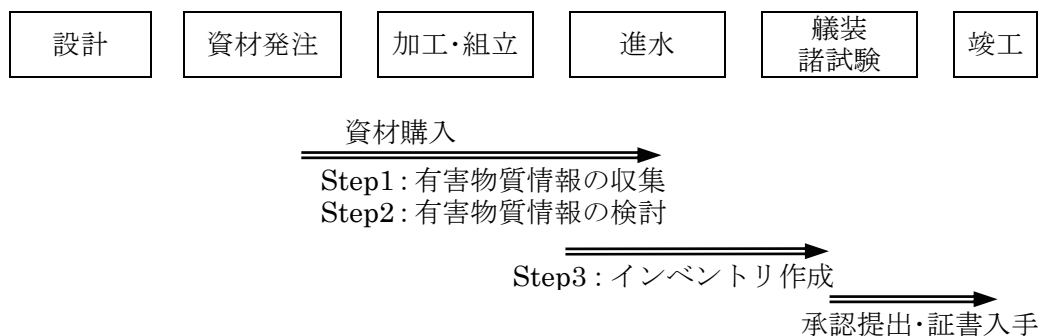 設計
資材発注
加工・組立
進水
艤装
諸試験
竣工
資材購入
Step1 : 有害物質情報の収集
Step2 : 有害物質情報の検討
Step3 : インベントリ作成
承認提出・証書入手